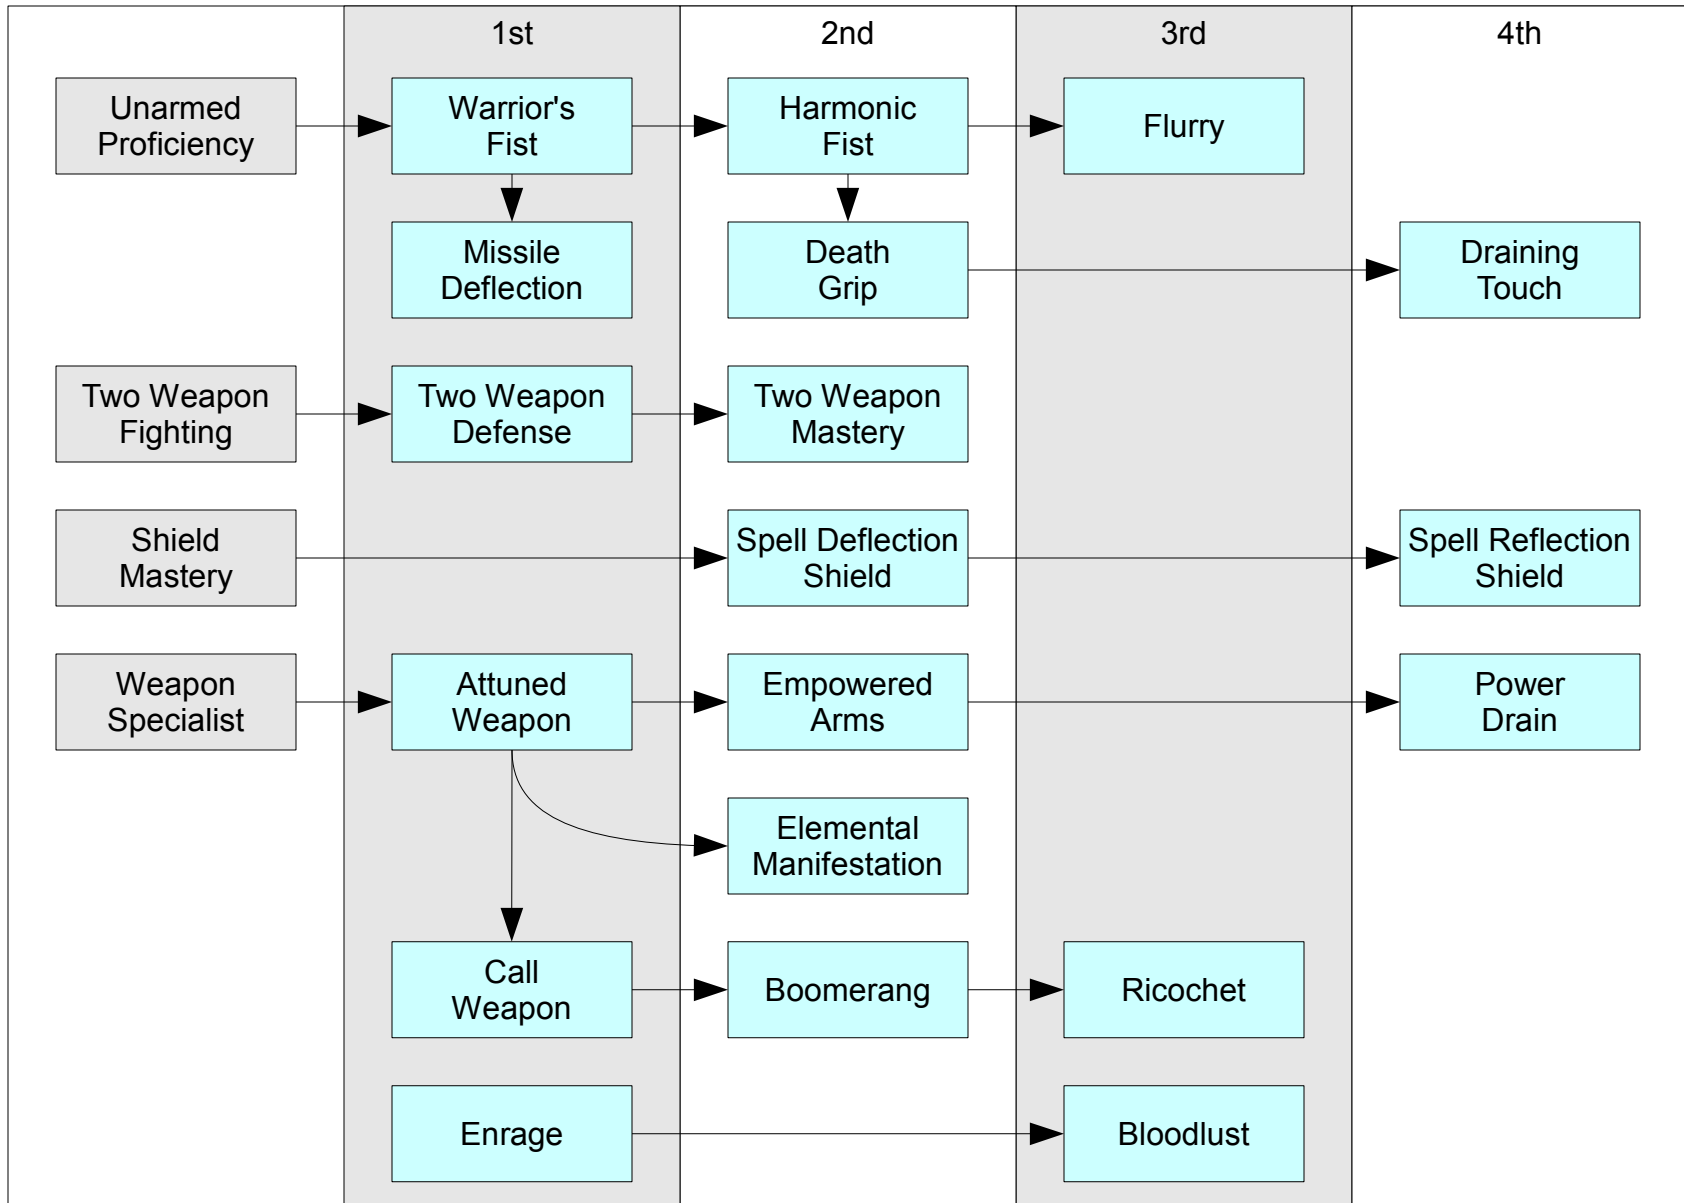 1st
2nd
3rd
4th
Unarmed
Proficiency
Warrior's
Fist
Harmonic
Fist
Flurry
Missile
Deflection
Death
Grip
Draining
Touch
Two Weapon
Fighting
Two Weapon
Defense
Two Weapon
Mastery
Shield
Mastery
Spell Deflection
Shield
Spell Reflection
Shield
Weapon
Specialist
Attuned
Weapon
Empowered
Arms
Power
Drain
Elemental
Manifestation
Call
Weapon
Boomerang
Ricochet
Enrage
Bloodlust